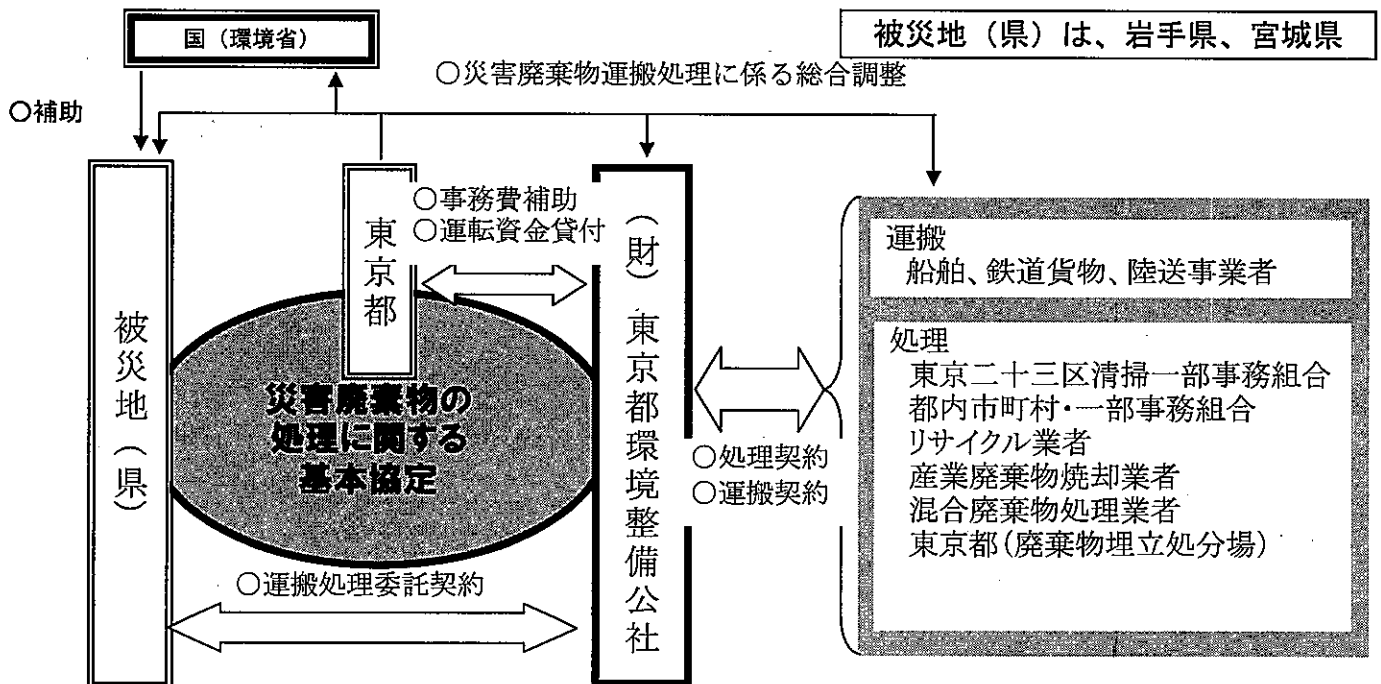 国（環境省）
被災地（県）は、岩手県、宮城県
○災害廃棄物運搬処理に係る総合調整
○補助
被災地（県）
東京都
○事務費補助
○運転資金貸付
（財）東京都環境整備公社
災害廃棄物の
処理に関する
基本協定
○運搬処理委託契約
○処理契約
○運搬契約
運搬
船舶、鉄道貨物、陸送事業者
処理
東京二十三区清掃一部事務組合
都内市町村・一部事務組合
リサイクル業者
産業廃棄物焼却業者
混合廃棄物処理業者
東京都（廃棄物埋立処分場）